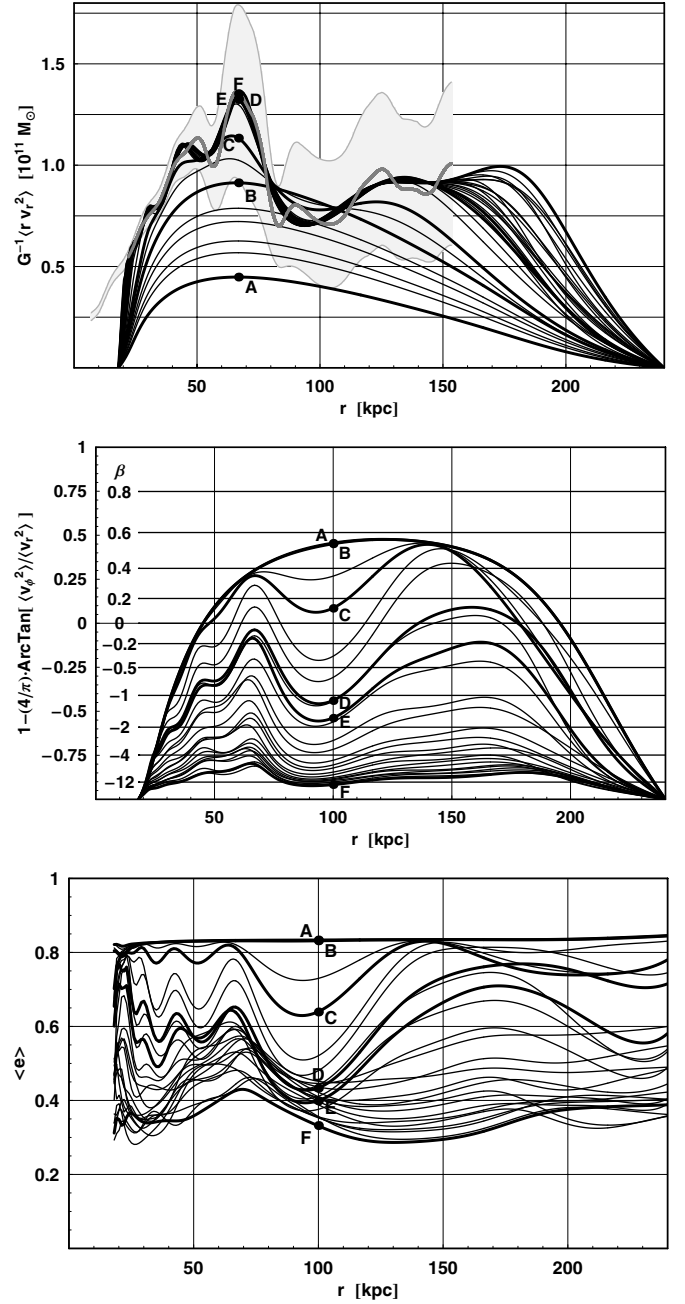 G⁻¹⟨r v_r²⟩ [10¹¹ M⊙]
1.5
1.0
0.5
F
E D
C
B
A
50 100 150 200
r [kpc]
1−(4/π)·ArcTan[ ⟨v_ϕ²⟩/⟨v_r²⟩ ]
1
0.75
0.5
0.25
0
−0.25
−0.5
−0.75
β
0.8
0.6
0.4
0.2
0
−0.2
−0.5
−1
−2
−4
−12
A
B
C
D
E
F
50 100 150 200
r [kpc]
<e>
1
0.8
0.6
0.4
0.2
A
B
C
D
E
F
50 100 150 200
r [kpc]